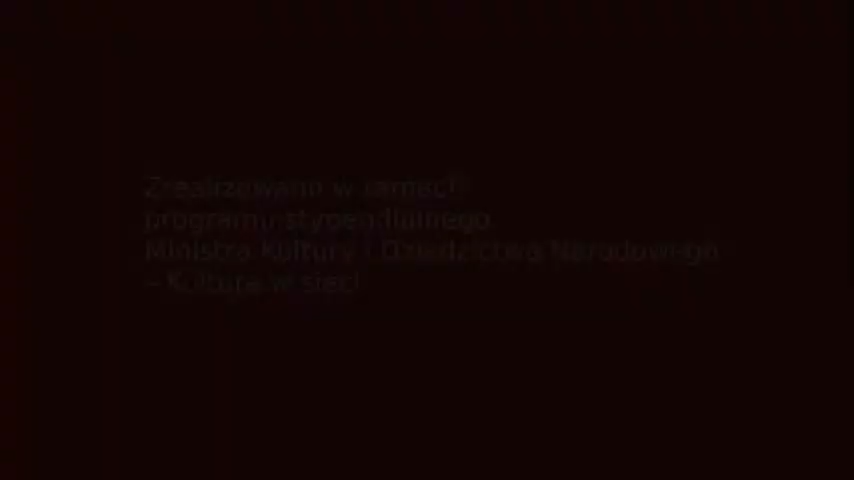 Zrealizowano w ramach
programu stypendialnego
Ministra Kultury i Dziedzictwa Narodowego
– Kultura w sieci